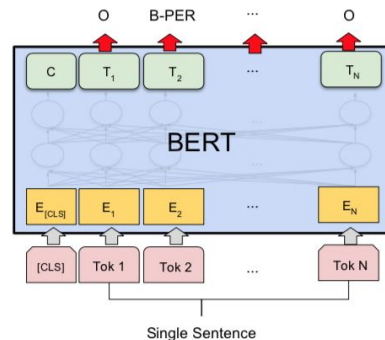 O B-PER ... O
C T1 T2 ... TN
BERT
E[CLS] E1 E2 ... EN
[CLS] Tok 1 Tok 2 ... Tok N
Single Sentence